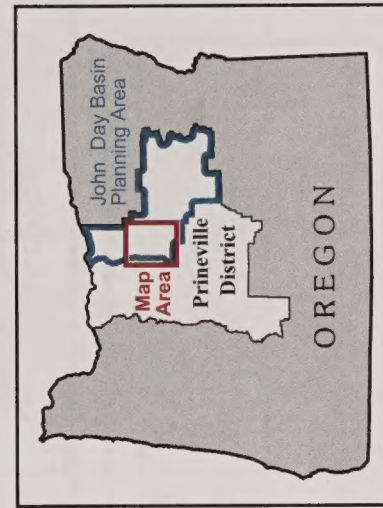 John Day Basin
Planning Area
Map
Area
Prineville
District
OREGON